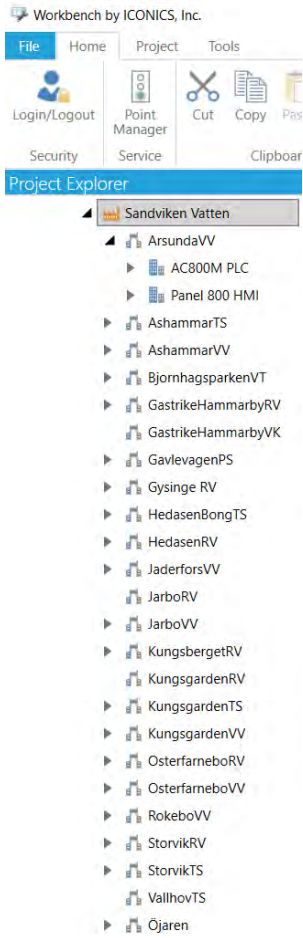 Workbench by ICONICS, Inc.
File Home Project Tools
Login/Logout Point Manager Cut Copy
Security Service
Project Explorer
Sandviken Vatten
ArsundaVV
AC800M PLC
Panel 800 HMI
AshammarTS
AshammarVV
BjornhagsparkenVT
GastrikeHammarbyRV
GastrikeHammarbyVK
GavlevagenPS
Gysinge RV
HedasenBongTS
HedasenRV
JaderforsVV
JarboRV
JarboVV
KungsbergetRV
KungsgardenRV
KungsgardenTS
KungsgardenVV
OsterfarneboRV
OsterfarneboVV
RokeboVV
StorvikRV
StorvikTS
VallhovTS
Öjaren